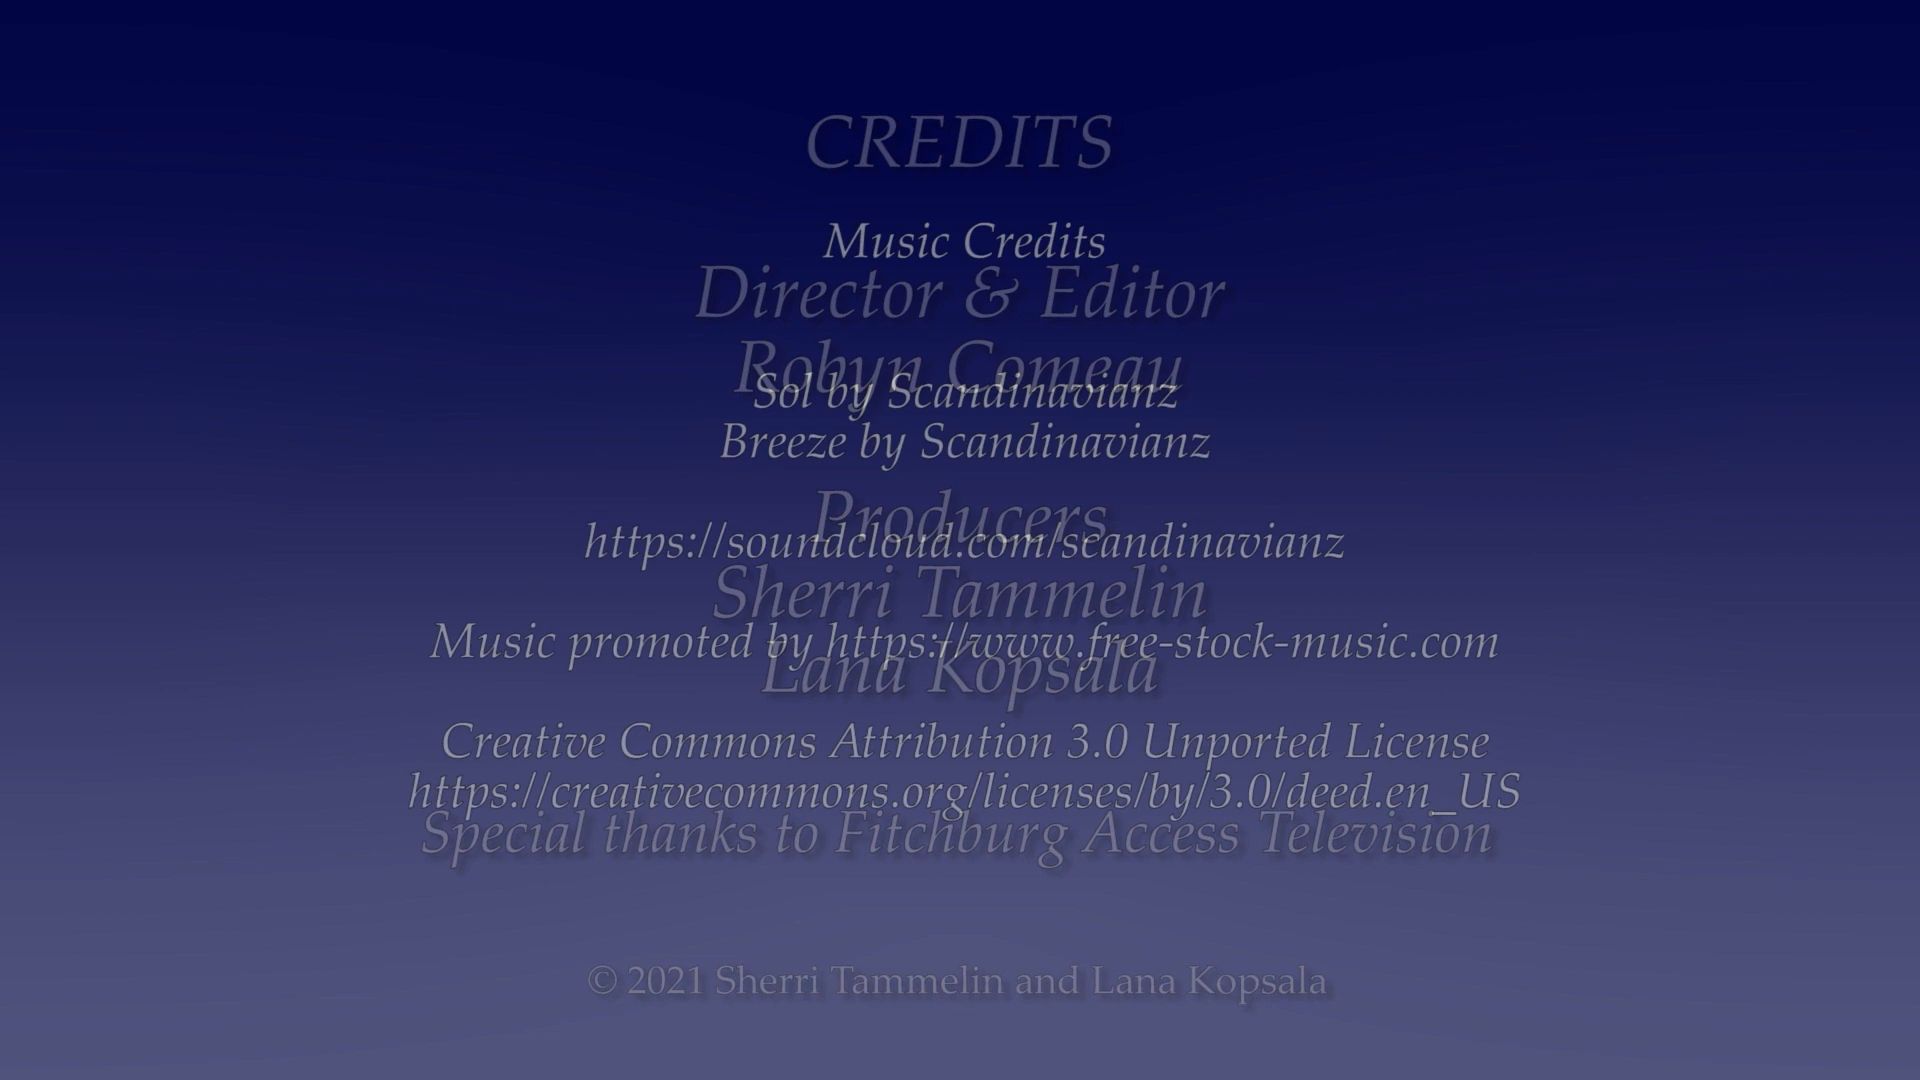 CREDITS
Music Credits
Director & Editor
Robyn Comeau
Sol by Scandinavianz
Breeze by Scandinavianz
Producers
https://soundcloud.com/scandinavianz
Sherri Tammelin
Music promoted by https://www.free-stock-music.com
Lana Kopsala
Creative Commons Attribution 3.0 Unported License
https://creativecommons.org/licenses/by/3.0/deed.en_US
Special thanks to Fitchburg Access Television
© 2021 Sherri Tammelin and Lana Kopsala